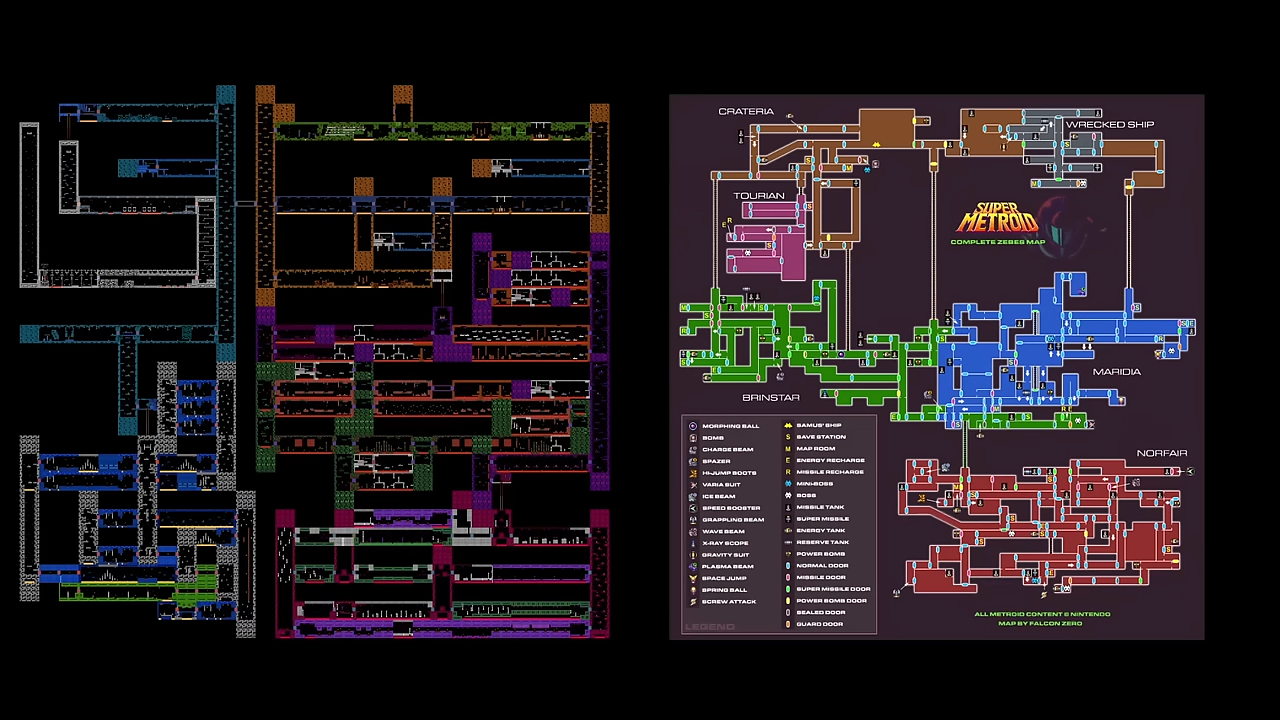 CRATERIA
WRECKED SHIP
TOURIAN
SUPER
METROID
COMPLETE ZEBES MAP
MARIDIA
BRINSTAR
NORFAIR
MORPHING BALL
BOMB
CHARGE BEAM
SPAZER
HI-JUMP BOOTS
VARIA SUIT
ICE BEAM
SPEED BOOSTER
GRAPPLING BEAM
WAVE BEAM
X-RAY SCOPE
GRAVITY SUIT
PLASMA BEAM
SPACE JUMP
SPRING BALL
SCREW ATTACK
SAMUS' SHIP
S SAVE STATION
M MAP ROOM
E ENERGY RECHARGE
R MISSILE RECHARGE
MINI-BOSS
BOSS
MISSILE TANK
SUPER MISSILE
ENERGY TANK
RESERVE TANK
POWER BOMB
NORMAL DOOR
MISSILE DOOR
SUPER MISSILE DOOR
POWER BOMB DOOR
SEALED DOOR
GUARD DOOR
LEGEND
ALL METROID CONTENT © NINTENDO
MAP BY FALCON ZERO